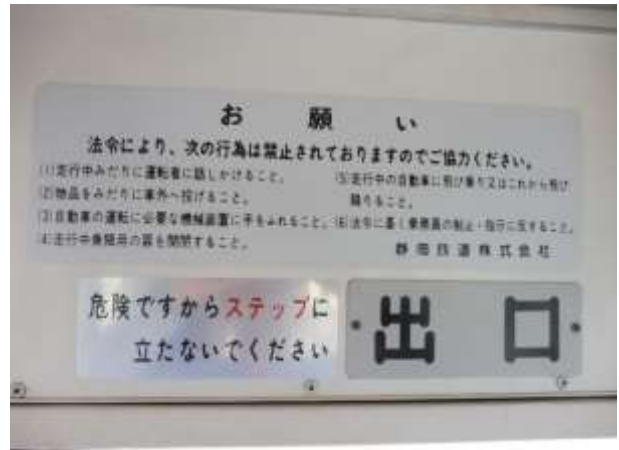 お願い
法令により、次の行為は禁止されておりますのでご協力ください。
(1)走行中みだりに運転者に話しかけること。
(2)物品をみだりに車外へ投げること。
(3)自動車の運転に必要な機械装置に手をふれること。
(4)走行中乗降用の扉を開閉すること。
(5)走行中の自動車に飛び乗り又はこれから飛び
降りること。
(6)法令に基く乗務員の制止・指示に反すること。
静岡鉄道株式会社
危険ですからステップに
立たないでください
出口